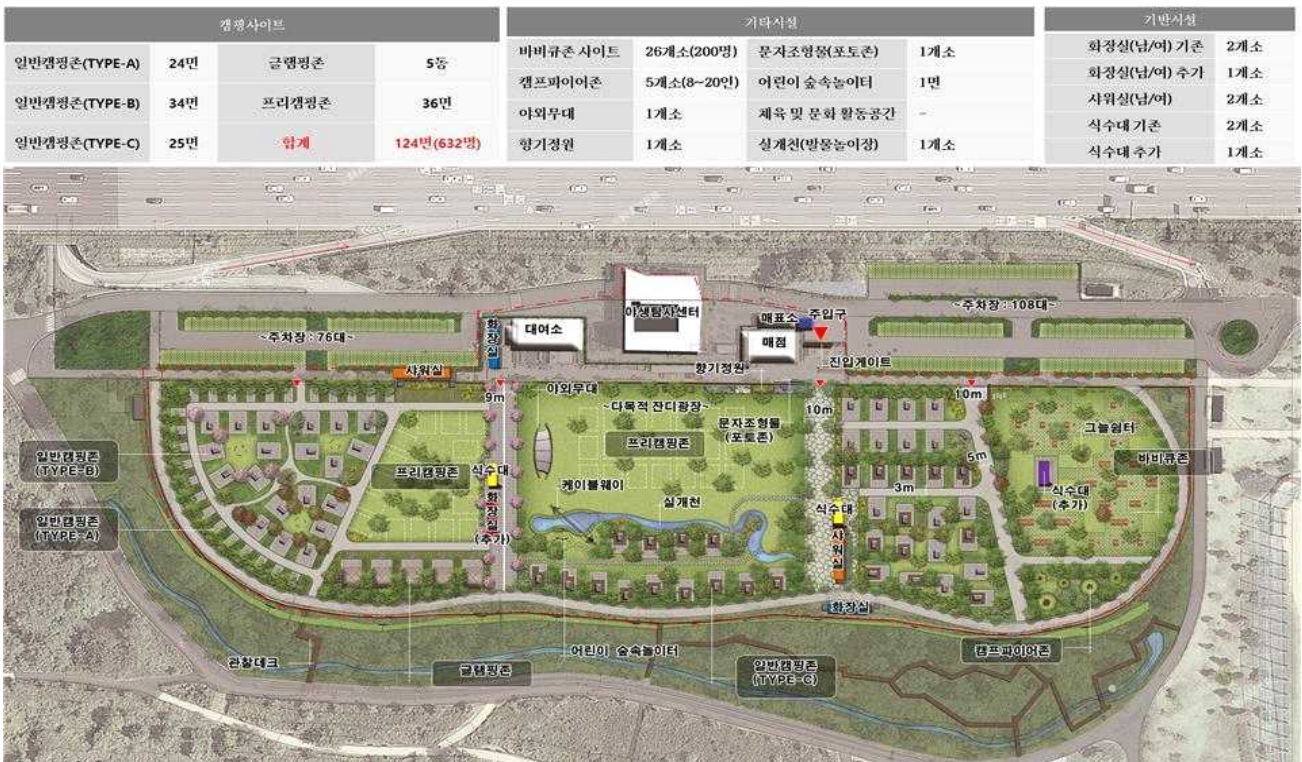 캠핑사이트
일반캠핑존(TYPE-A) 24면 글램핑존 5동
일반캠핑존(TYPE-B) 34면 프리캠핑존 36면
일반캠핑존(TYPE-C) 25면 합계 124면(632명)
기타시설
바비큐존 사이트 26개소(200명) 문자조형물(포토존) 1개소
캠프파이어존 5개소(8~20인) 어린이 숲속놀이터 1면
야외무대 1개소 체육 및 문화 활동공간 -
향기정원 1개소 실개천(발물놀이장) 1개소
기반시설
화장실(남/여) 기존 2개소
화장실(남/여) 추가 1개소
샤워실(남/여) 2개소
식수대 기존 2개소
식수대 추가 1개소
~주차장 : 76대~
화장실
대여소
야생탐사센터
매표소
주입구
매점
~주차장 : 108대~
샤워실
향기정원
진입게이트
9m
야외무대
~다목적 잔디광장~
10m
10m
문자조형물
(포토존)
그늘쉼터
일반캠핑존
(TYPE-B)
프리캠핑존
식수대
프리캠핑존
5m
바비큐존
케이블웨이
3m
식수대
(추가)
실개천
일반캠핑존
(TYPE-A)
화장실
(추가)
식수대
샤워실
화장실
관찰데크
글램핑존
어린이 숲속놀이터
일반캠핑존
(TYPE-C)
캠프파이어존